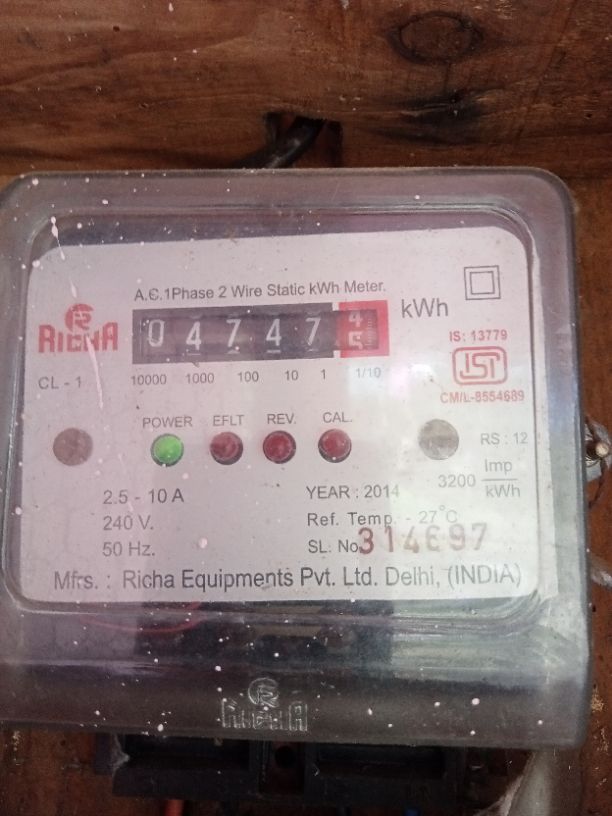 A.C.1Phase 2 Wire Static kWh Meter.
RICHA
0 4 7 4 7 4 5 kWh
IS: 13779
CL - 1
10000 1000 100 10 1 1/10
ISI
CM/L-8554689
POWER EFLT REV. CAL.
RS : 12
3200 Imp/kWh
2.5 - 10 A
YEAR : 2014
240 V.
Ref. Temp. - 27°C
50 Hz.
SL. No. 314697
Mfrs. : Richa Equipments Pvt. Ltd. Delhi, (INDIA)
RICHA